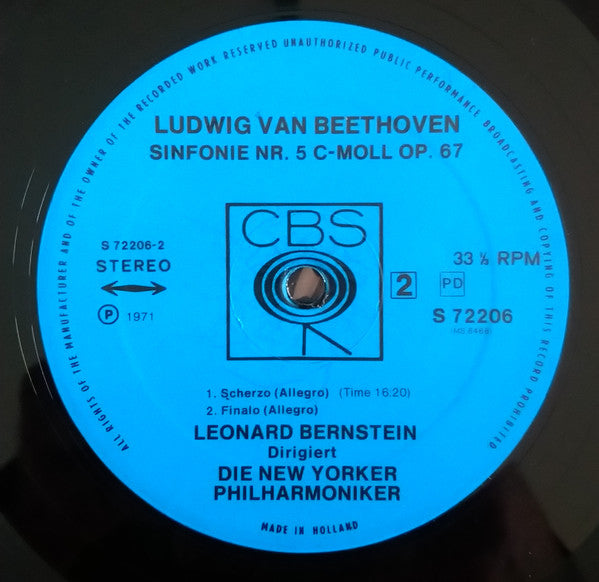 ALL RIGHTS OF THE MANUFACTURER AND OF THE OWNER OF THE RECORDED WORK RESERVED UNAUTHORIZED PUBLIC PERFORMANCE BROADCASTING AND COPYING OF THIS RECORD PROHIBITED
LUDWIG VAN BEETHOVEN
SINFONIE NR. 5 C-MOLL OP. 67
CBS
S 72206-2
STEREO
℗ 1971
33 ⅓ RPM
2 PD
S 72206
(MS 6468)
1. Scherzo (Allegro) (Time 16:20)
2. Finalo (Allegro)
LEONARD BERNSTEIN
Dirigiert
DIE NEW YORKER
PHILHARMONIKER
MADE IN HOLLAND